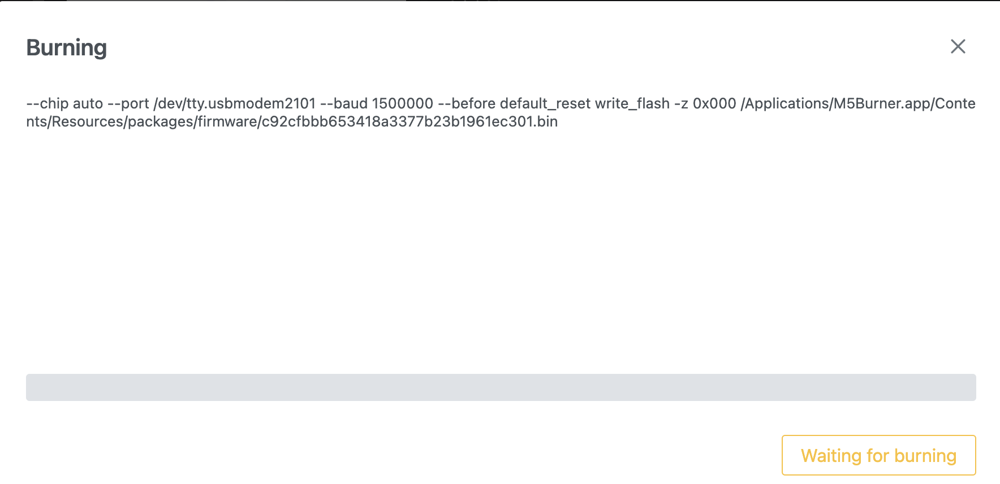 Burning
--chip auto --port /dev/tty.usbmodem2101 --baud 1500000 --before default_reset write_flash -z 0x000 /Applications/M5Burner.app/Conte
nts/Resources/packages/firmware/c92cfbbb653418a3377b23b1961ec301.bin
Waiting for burning